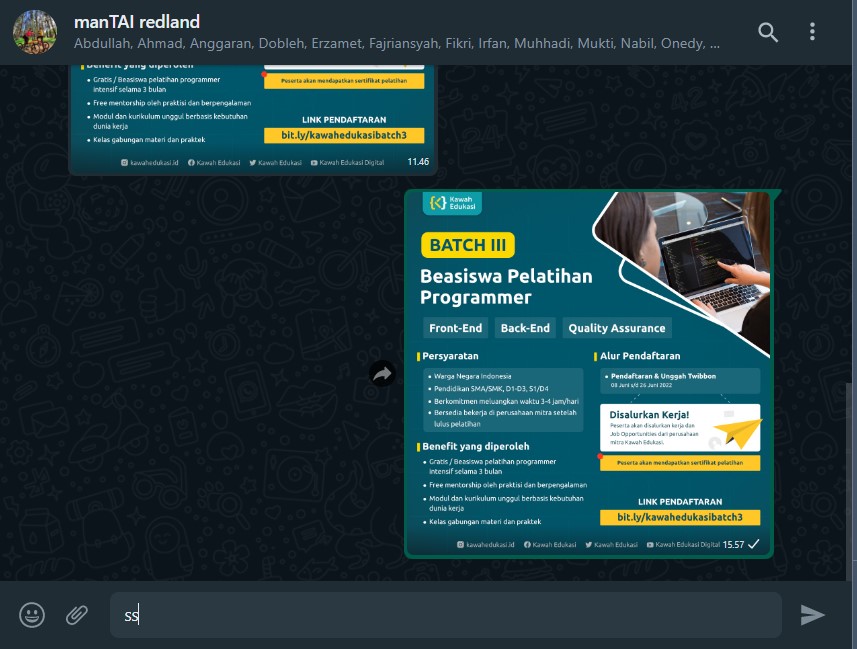 manTAI redland
Abdullah, Ahmad, Anggaran, Dobleh, Erzamet, Fajriansyah, Fikri, Irfan, Muhhadi, Mukti, Nabil, Onedy, ...
Benefit yang diperoleh
• Gratis / Beasiswa pelatihan programmer
intensif selama 3 bulan
• Free mentorship oleh praktisi dan berpengalaman
• Modul dan kurikulum unggul berbasis kebutuhan
dunia kerja
• Kelas gabungan materi dan praktek
Peserta akan mendapatkan sertifikat pelatihan
LINK PENDAFTARAN
bit.ly/kawahedukasibatch3
kawahedukasi.id Kawah Edukasi Kawah Edukasi Kawah Edukasi Digital 11.46
Kawah
Edukasi
BATCH III
Beasiswa Pelatihan
Programmer
Front-End Back-End Quality Assurance
Persyaratan
• Warga Negara Indonesia
• Pendidikan SMA/SMK, D1-D3, S1/D4
• Berkomitmen meluangkan waktu 3-4 jam/hari
• Bersedia bekerja di perusahaan mitra setelah
lulus pelatihan
Benefit yang diperoleh
• Gratis / Beasiswa pelatihan programmer
intensif selama 3 bulan
• Free mentorship oleh praktisi dan berpengalaman
• Modul dan kurikulum unggul berbasis kebutuhan
dunia kerja
• Kelas gabungan materi dan praktek
Alur Pendaftaran
• Pendaftaran & Unggah Twibbon
08 Juni s/d 26 Juni 2022
Disalurkan Kerja!
Peserta akan disalurkan kerja dan
Job Opportunities dari perusahaan
mitra Kawah Edukasi.
Peserta akan mendapatkan sertifikat pelatihan
LINK PENDAFTARAN
bit.ly/kawahedukasibatch3
kawahedukasi.id Kawah Edukasi Kawah Edukasi Kawah Edukasi Digital 15.57
ss